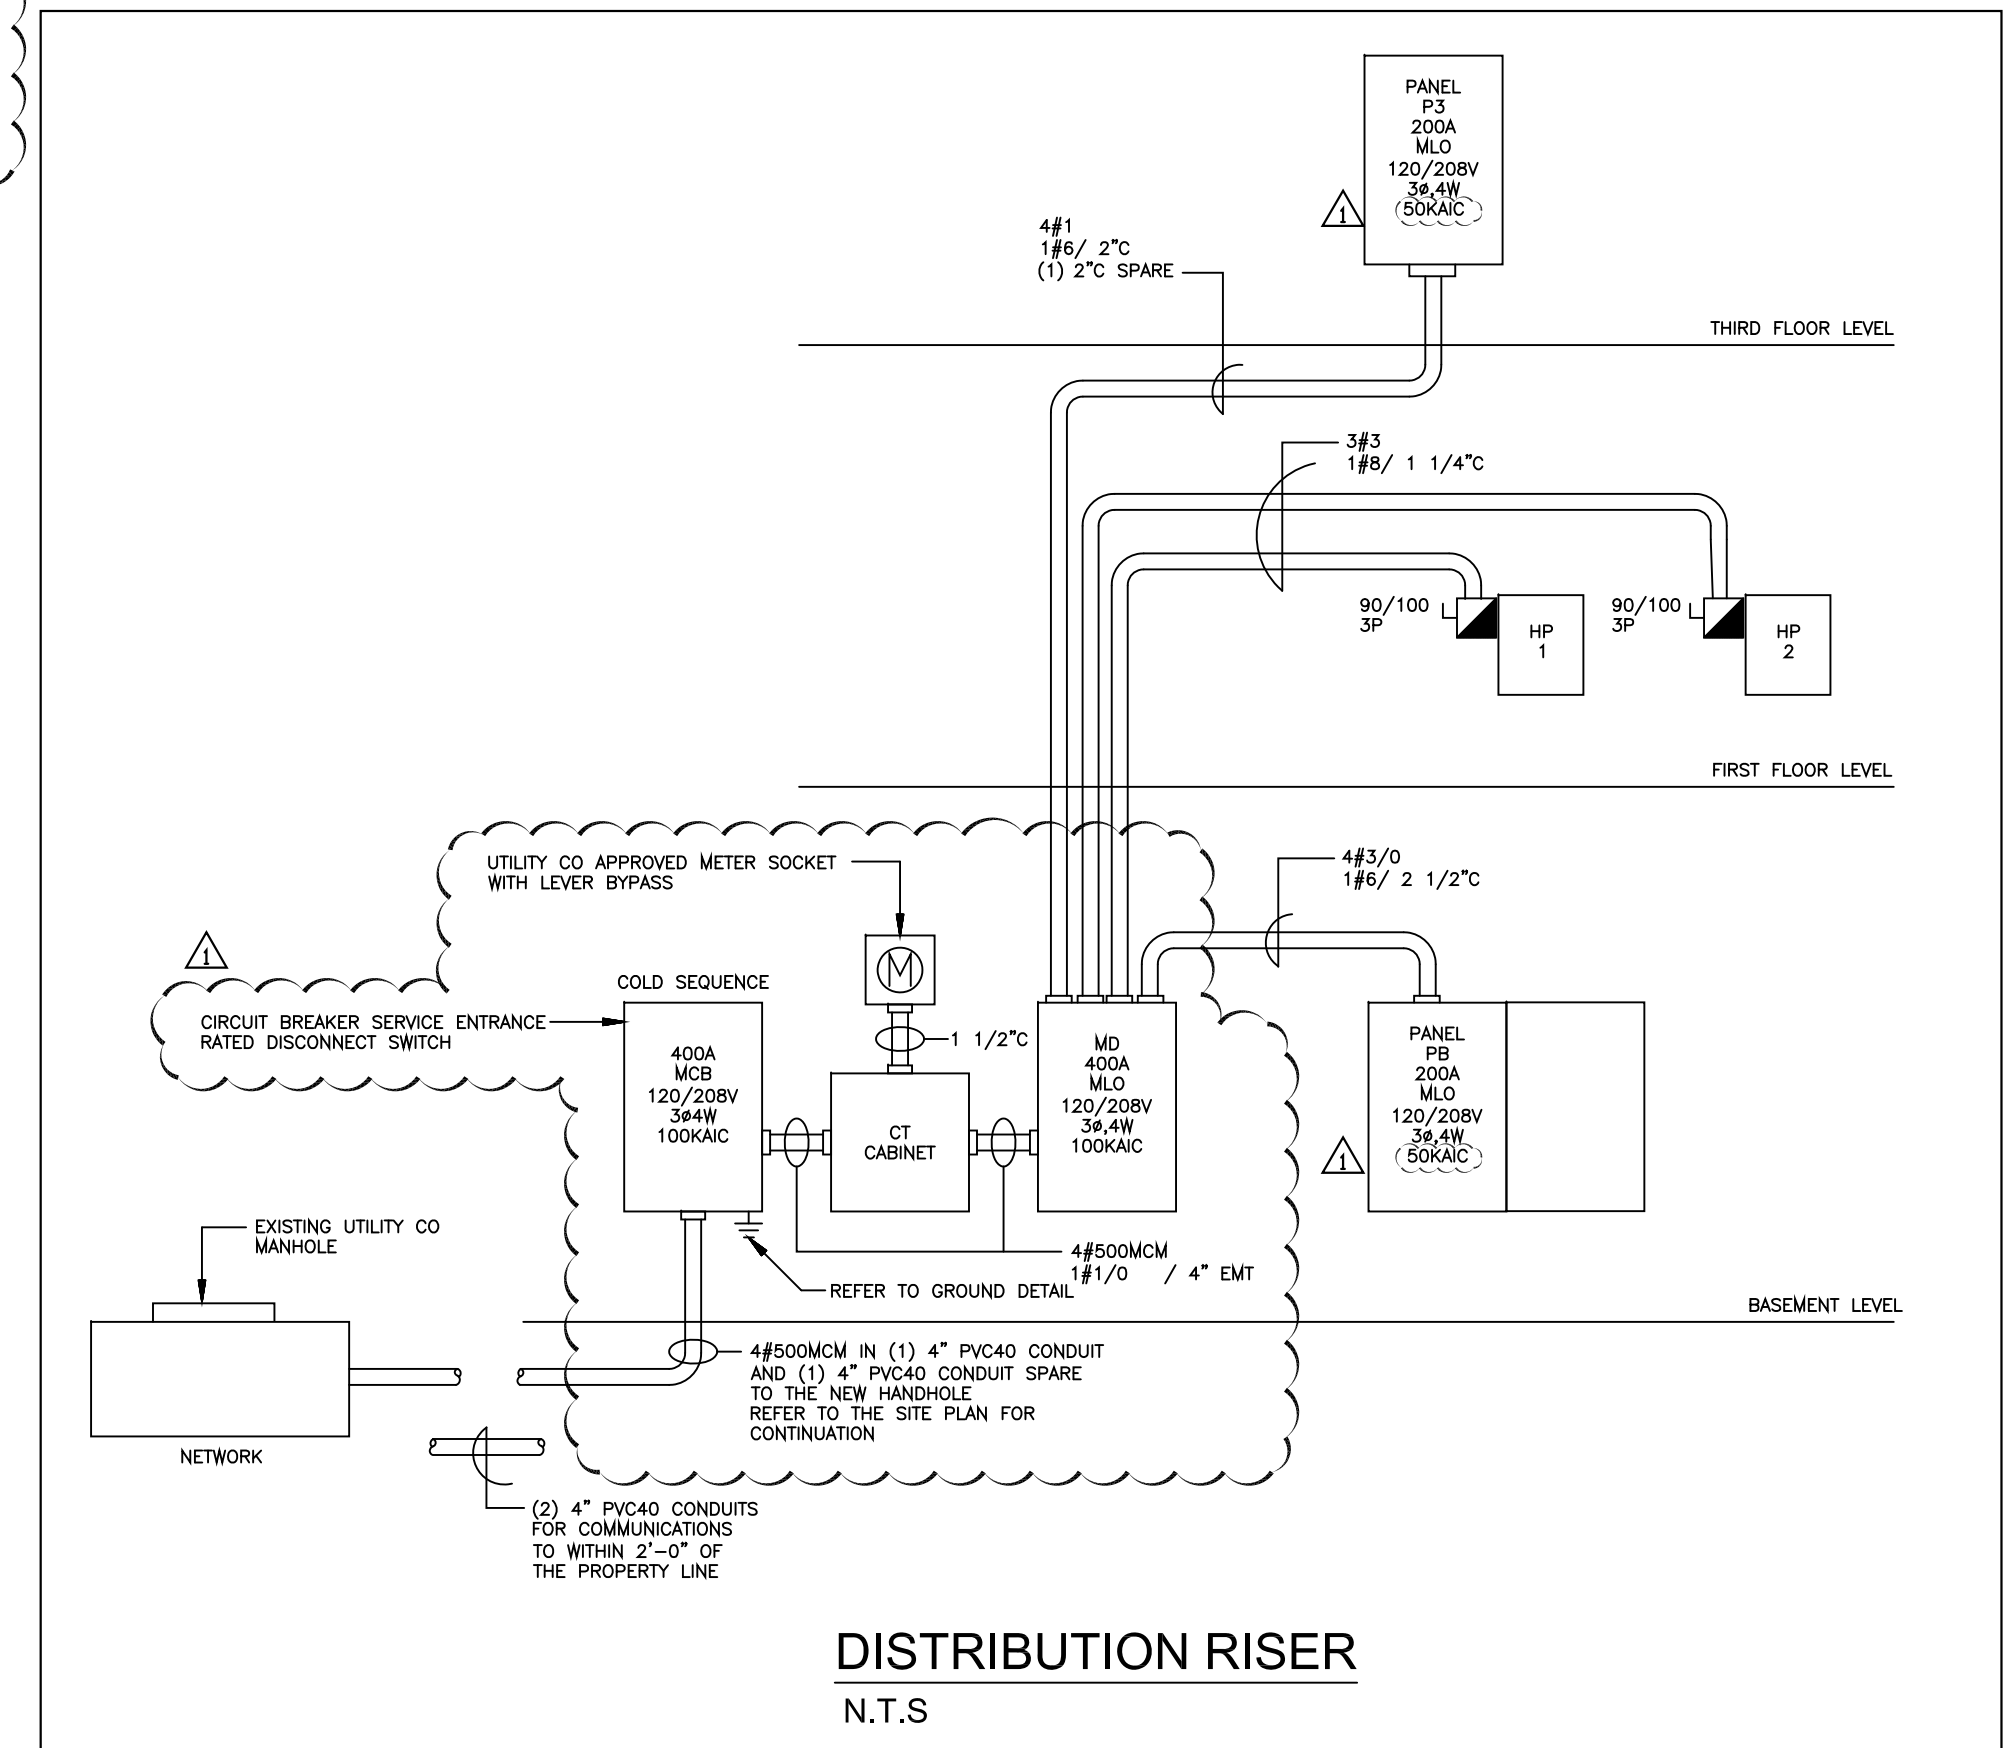 PANEL
P3
200A
MLO
120/208V
3ø,4W
50KAIC
1
4#1
1#6/ 2"C
(1) 2"C SPARE
THIRD FLOOR LEVEL
3#3
1#8/ 1 1/4"C
90/100
3P
HP
1
90/100
3P
HP
2
FIRST FLOOR LEVEL
UTILITY CO APPROVED METER SOCKET
WITH LEVER BYPASS
4#3/0
1#6/ 2 1/2"C
1
M
COLD SEQUENCE
CIRCUIT BREAKER SERVICE ENTRANCE
RATED DISCONNECT SWITCH
400A
MCB
120/208V
3ø4W
100KAIC
1 1/2"C
CT
CABINET
MD
400A
MLO
120/208V
3ø,4W
100KAIC
PANEL
PB
200A
MLO
120/208V
3ø,4W
50KAIC
1
EXISTING UTILITY CO
MANHOLE
4#500MCM
1#1/0 / 4" EMT
REFER TO GROUND DETAIL
BASEMENT LEVEL
4#500MCM IN (1) 4" PVC40 CONDUIT
AND (1) 4" PVC40 CONDUIT SPARE
TO THE NEW HANDHOLE
REFER TO THE SITE PLAN FOR
CONTINUATION
NETWORK
(2) 4" PVC40 CONDUITS
FOR COMMUNICATIONS
TO WITHIN 2'-0" OF
THE PROPERTY LINE
DISTRIBUTION RISER
N.T.S